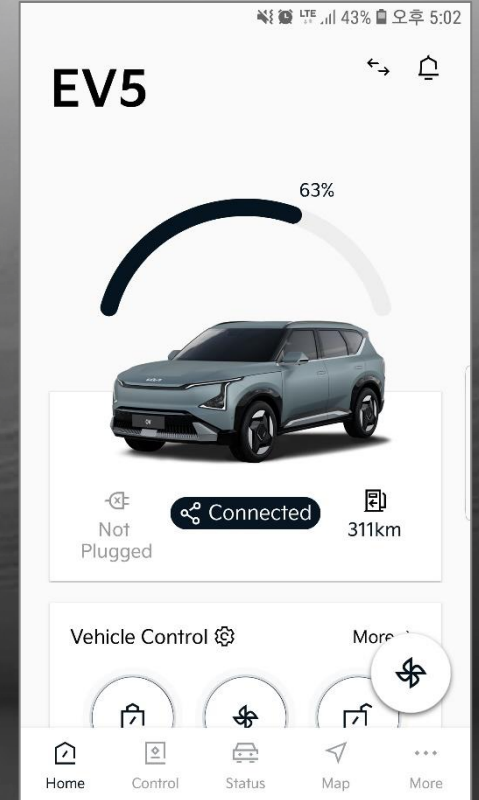 LTE 43% 오후 5:02
EV5
63%
Not
Plugged
Connected
311km
Vehicle Control
More
Home
Control
Status
Map
More